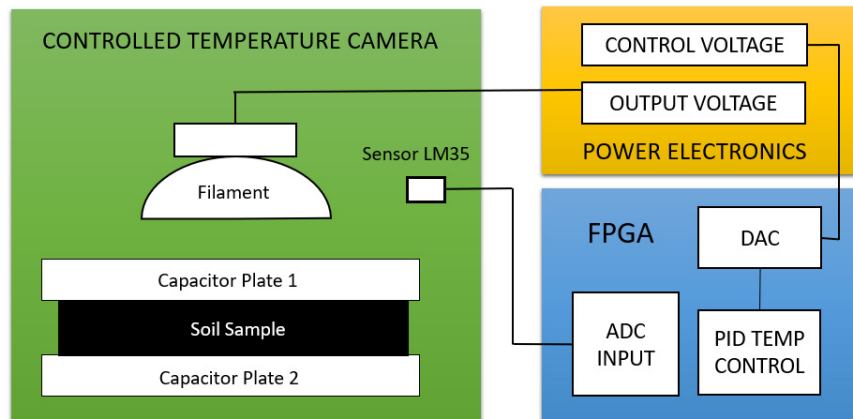 CONTROLLED TEMPERATURE CAMERA
Sensor LM35
Filament
Capacitor Plate 1
Soil Sample
Capacitor Plate 2
CONTROL VOLTAGE
OUTPUT VOLTAGE
POWER ELECTRONICS
FPGA
DAC
ADC
INPUT
PID TEMP
CONTROL